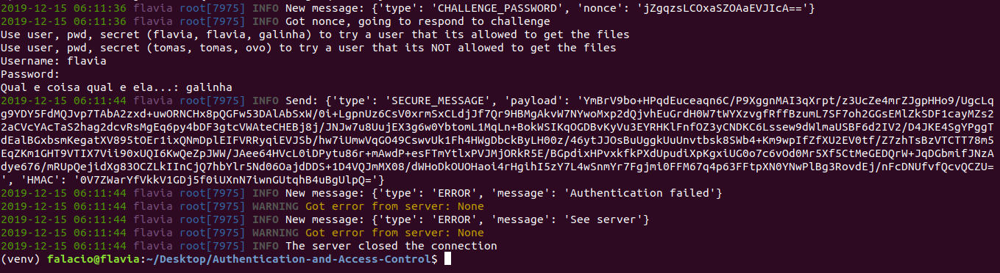 2019-12-15 06:11:36 flavia root[7975] INFO New message: {'type': 'CHALLENGE_PASSWORD', 'nonce': 'jZgqzsLCOxaSZOAaEVJIcA=='}
2019-12-15 06:11:36 flavia root[7975] INFO Got nonce, going to respond to challenge
Use user, pwd, secret (flavia, flavia, galinha) to try a user that its allowed to get the files
Use user, pwd, secret (tomas, tomas, ovo) to try a user that its NOT allowed to get the files
Username: flavia
Password:
Qual e coisa qual e ela...: galinha
2019-12-15 06:11:44 flavia root[7975] INFO Send: {'type': 'SECURE_MESSAGE', 'payload': 'YmBrV9bo+HPqdEuceaqn6C/P9XggnMAI3qXrpt/z3UcZe4mrZJgpHHo9/UgcLq
g9YDY5FdMQJvp7TAbA2zxd+uwORNCHx8pQGFw53DAlAbSxW/0i+LgpnUz6CsV0xrmSxCLdjJf7Qr9HBMgAkvW7NYwoMxp2dQjvhEuGrdH0W7tWYXzvgfRffBzumL7SF7oh2GGsEMlZkSDF1cayMZs2
2aCVcYAcTaS2hag2dcvRsMgEq6py4bDF3gtcVWAteCHEBj8j/JNJw7u8UujEX3g6w0YbtomL1MqLn+BokWSIKqOGDBvKyVu3EYRHKlFnfOZ3yCNDKC6Lssew9dWlmaUSBF6d2IV2/D4JKE4SgYPggT
dEalBGxbsmKegatXV895tOEr1ixQNMDplEIFVRRyqiEVJSb/hw7iUmwVqGO49CswvUk1Fh4HWgDbckByLH00z/46ytJJOsBuUggkUuUnvtbsk8SWb4+Km9wpIfZfXU2EV0tf/Z7zhTsBzVTCTT78m5
EqZKm1GHT9VTIX7Vii90xUQI6KwQeZpJWW/JAee64HVcL0iDPytu86r+mAwdP+esFTmYtlxPVJMjORkR5E/BGpdixHPvxkfkPXdUpudiXpKgxiUG0o7c6vOd0Mr5Xf5CtMeGEDQrW+JqDGbmifJNzA
dye676/mRUpQejidXg83OCZLkIInCjQ7hbYlr5Nd06OajdDDS+1D4VQJmMX08/dWHoDkOUOHaoi4rHgihI5zY7L4wSnmYr7Fgjmi0FFM67q4p63FFtpXN0YNwPlBg3RovdEj/nFcDNUfvfQcvQCZU=
', 'HMAC': '0V7ZWarYfVkkV1GDj5f0iUXnN7iwnGUtqhB4uBgUlpQ='}
2019-12-15 06:11:44 flavia root[7975] INFO New message: {'type': 'ERROR', 'message': 'Authentication failed'}
2019-12-15 06:11:44 flavia root[7975] WARNING Got error from server: None
2019-12-15 06:11:44 flavia root[7975] INFO New message: {'type': 'ERROR', 'message': 'See server'}
2019-12-15 06:11:44 flavia root[7975] WARNING Got error from server: None
2019-12-15 06:11:44 flavia root[7975] INFO The server closed the connection
(venv) falacio@flavia:~/Desktop/Authentication-and-Access-Control$